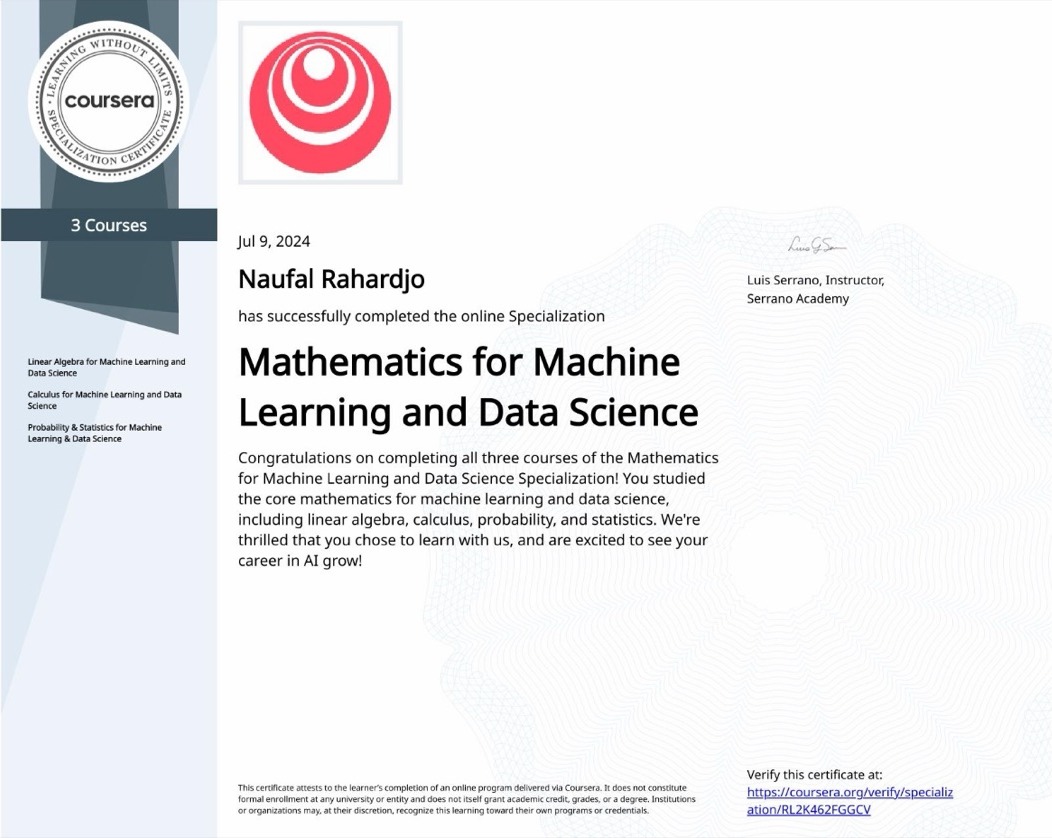 LEARNING WITHOUT LIMITS
coursera
SPECIALIZATION CERTIFICATE
3 Courses
Linear Algebra for Machine Learning and
Data Science
Calculus for Machine Learning and Data
Science
Probability & Statistics for Machine
Learning & Data Science
Jul 9, 2024
Naufal Rahardjo
has successfully completed the online Specialization
Mathematics for Machine
Learning and Data Science
Congratulations on completing all three courses of the Mathematics
for Machine Learning and Data Science Specialization! You studied
the core mathematics for machine learning and data science,
including linear algebra, calculus, probability, and statistics. We're
thrilled that you chose to learn with us, and are excited to see your
career in AI grow!
Luis Serrano, Instructor,
Serrano Academy
This certificate attests to the learner's completion of an online program delivered via Coursera. It does not constitute
formal enrollment at any university or entity and does not itself grant academic credit, grades, or a degree. Institutions
or organizations may, at their discretion, recognize this learning toward their own programs or credentials.
Verify this certificate at:
https://coursera.org/verify/specializ
ation/RL2K462FGGCV